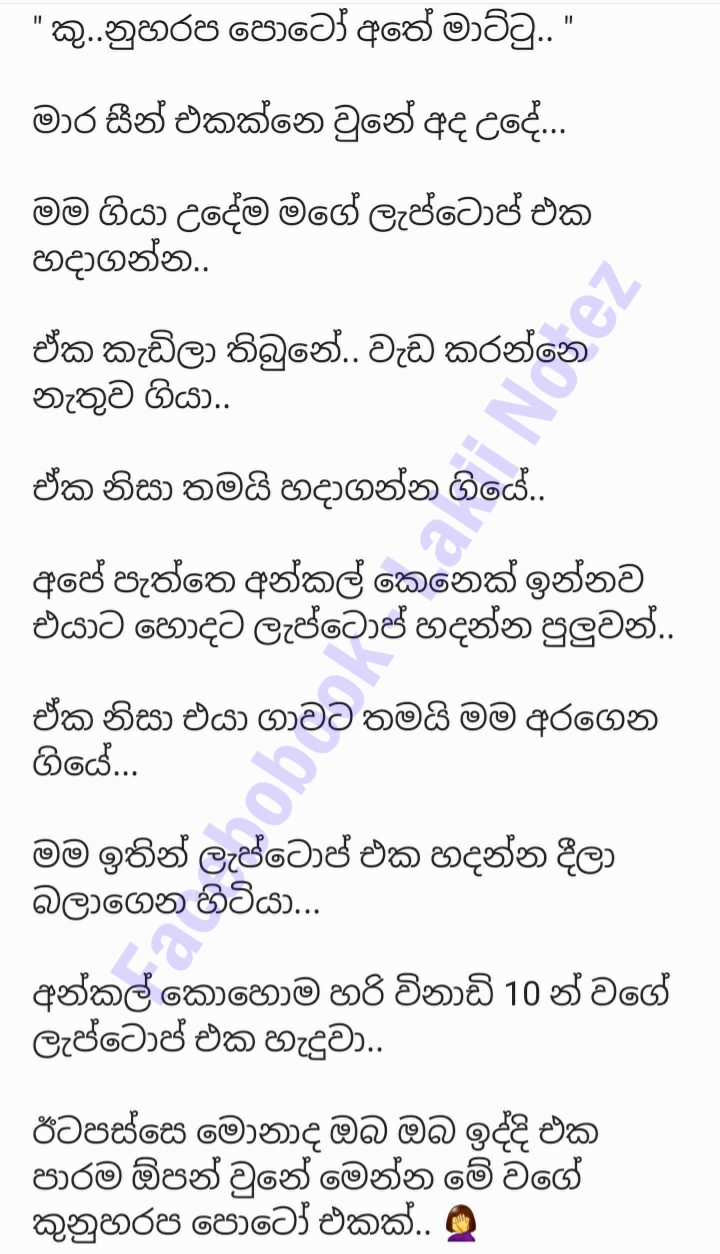 " කු..නුහරප පොටෝ අතේ මාට්ටු.. "
මාර සීන් එකක්නෙ වුනේ අද උදේ...
මම ගියා උදේම මගේ ලැප්ටොප් එක
හදාගන්න..
ඒක කැඩිලා තිබුනේ.. වැඩ කරන්නෙ
නැතුව ගියා..
ඒක නිසා තමයි හදාගන්න ගියේ..
අපේ පැත්තෙ අන්කල් කෙනෙක් ඉන්නව
එයාට හොදට ලැප්ටොප් හදන්න පුලුවන්..
ඒක නිසා එයා ගාවට තමයි මම අරගෙන
ගියේ...
මම ඉතින් ලැප්ටොප් එක හදන්න දීලා
බලාගෙන හිටියා...
අන්කල් කොහොම හරි විනාඩි 10 න් වගේ
ලැප්ටොප් එක හැදුවා..
ඊටපස්සෙ මොනාද ඔබ ඔබ ඉද්දි එක
පාරම ඕපන් වුනේ මෙන්න මේ වගේ
කුනුහරප පොටෝ එකක්.. 🤦‍♀️
Facebobook - Lakii Notez